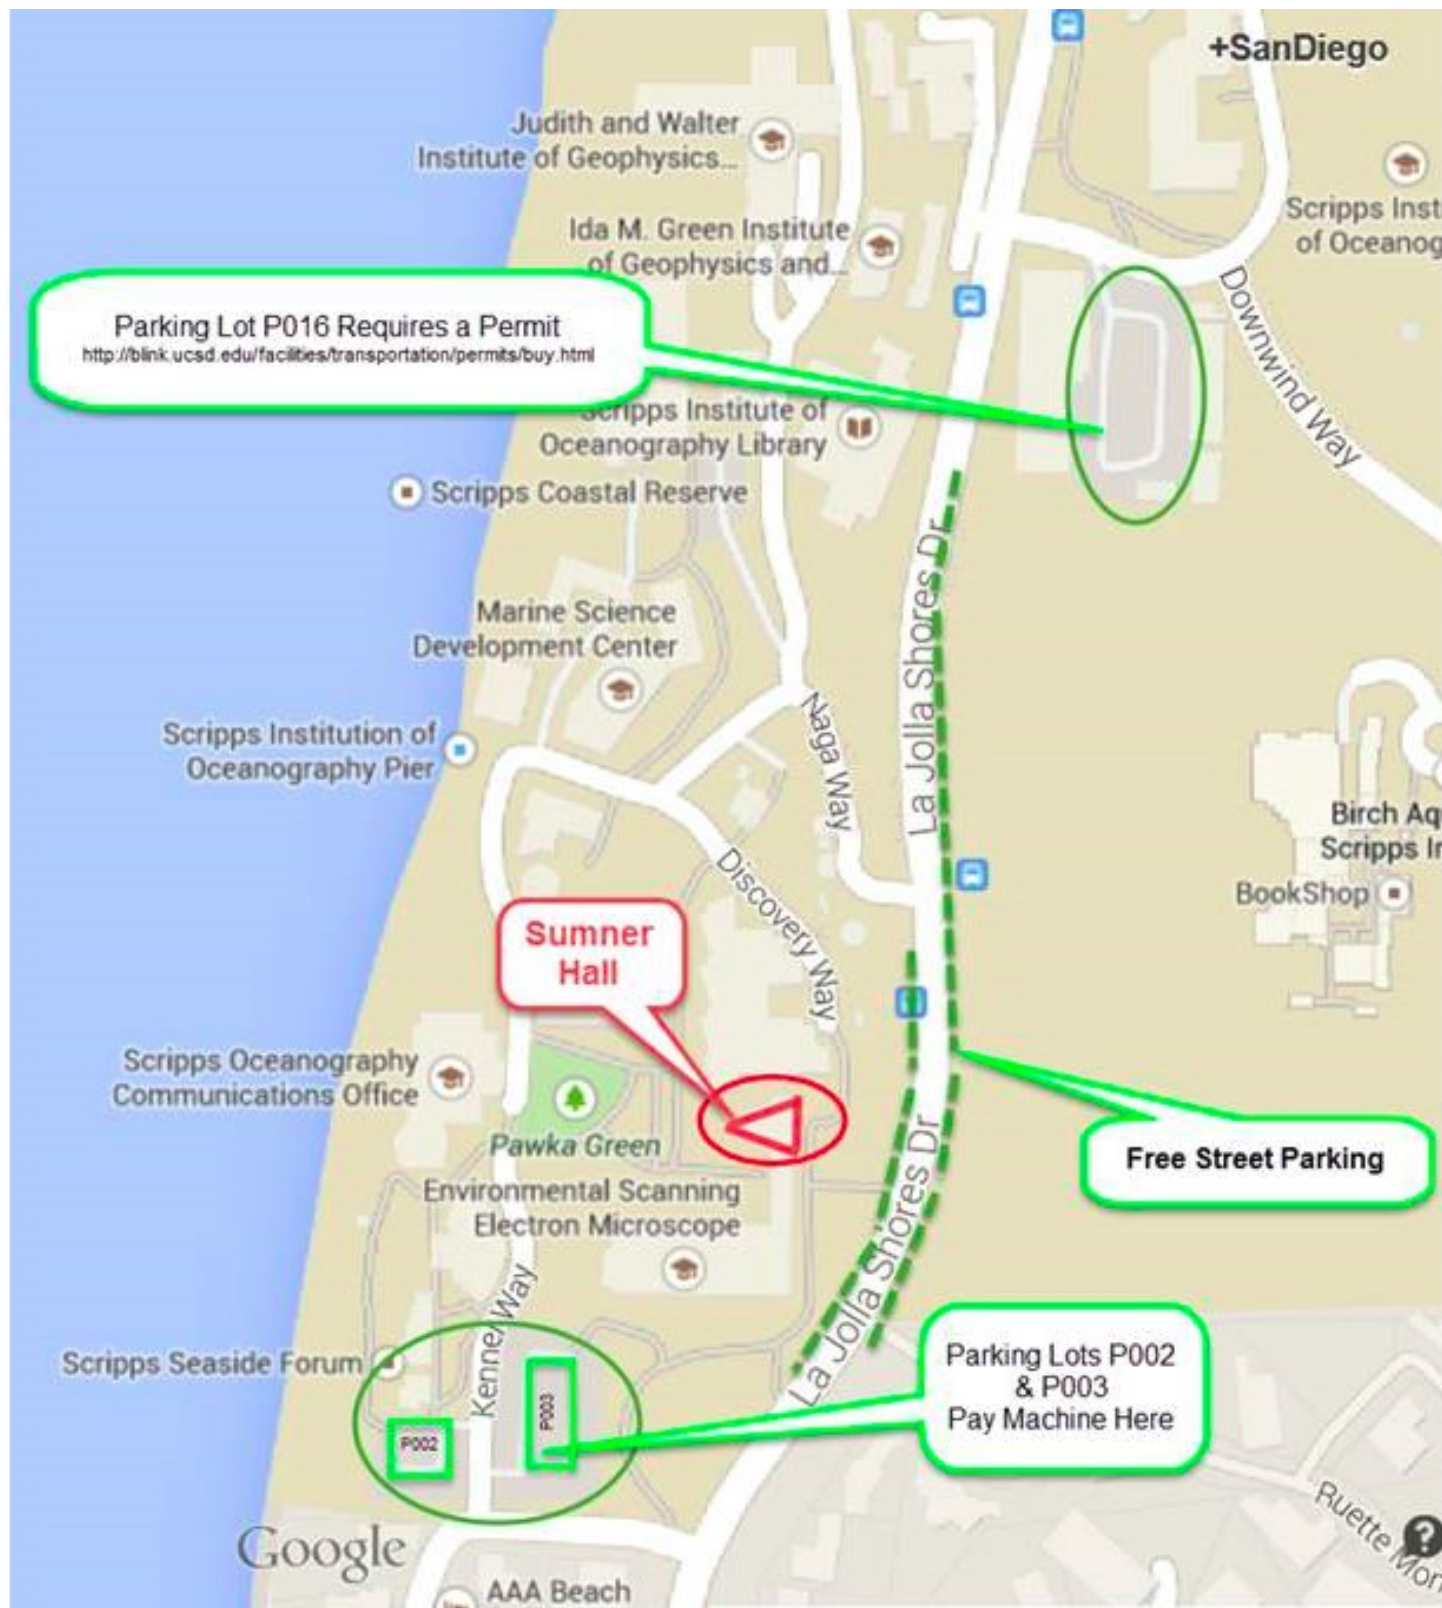 +SanDiego
Judith and Walter
Institute of Geophysics...
Scripps Inst
of Oceanog
Ida M. Green Institute
of Geophysics and...
Downwind Way
Parking Lot P016 Requires a Permit
http://blink.ucsd.edu/facilities/transportation/permits/buy.html
Scripps Institute of
Oceanography Library
Scripps Coastal Reserve
La Jolla Shores Dr
Marine Science
Development Center
Naga Way
Scripps Institution of
Oceanography Pier
Birch Aq
Scripps In
BookShop
Discovery Way
Sumner
Hall
Scripps Oceanography
Communications Office
Pawka Green
Free Street Parking
La Jolla Shores Dr
Environmental Scanning
Electron Microscope
Kennel Way
Scripps Seaside Forum
Parking Lots P002
& P003
Pay Machine Here
P003
P002
Ruette Mon
?
Google
AAA Beach